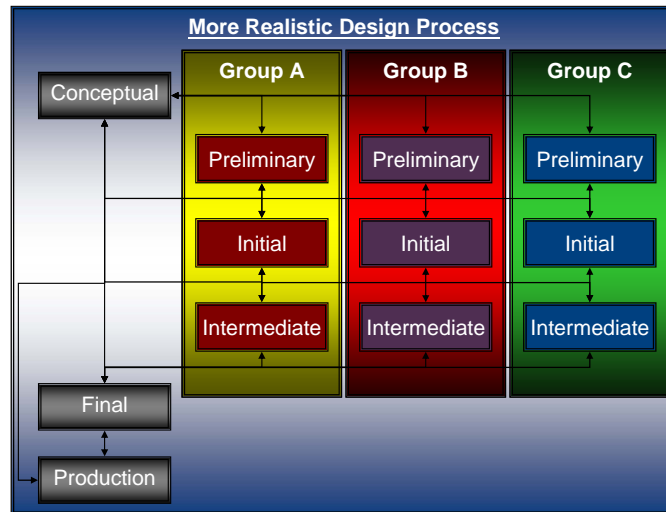 More Realistic Design Process
Group A
Group B
Group C
Conceptual
Preliminary
Preliminary
Preliminary
Initial
Initial
Initial
Intermediate
Intermediate
Intermediate
Final
Production